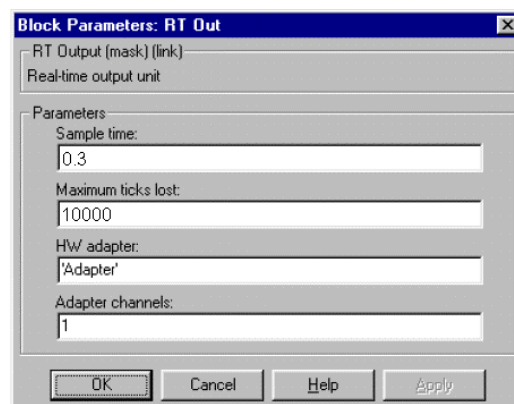 Block Parameters: RT Out
RT Output (mask) (link)
Real-time output unit
Parameters
Sample time:
0.3
Maximum ticks lost:
10000
HW adapter:
'Adapter'
Adapter channels:
1
OK Cancel Help Apply